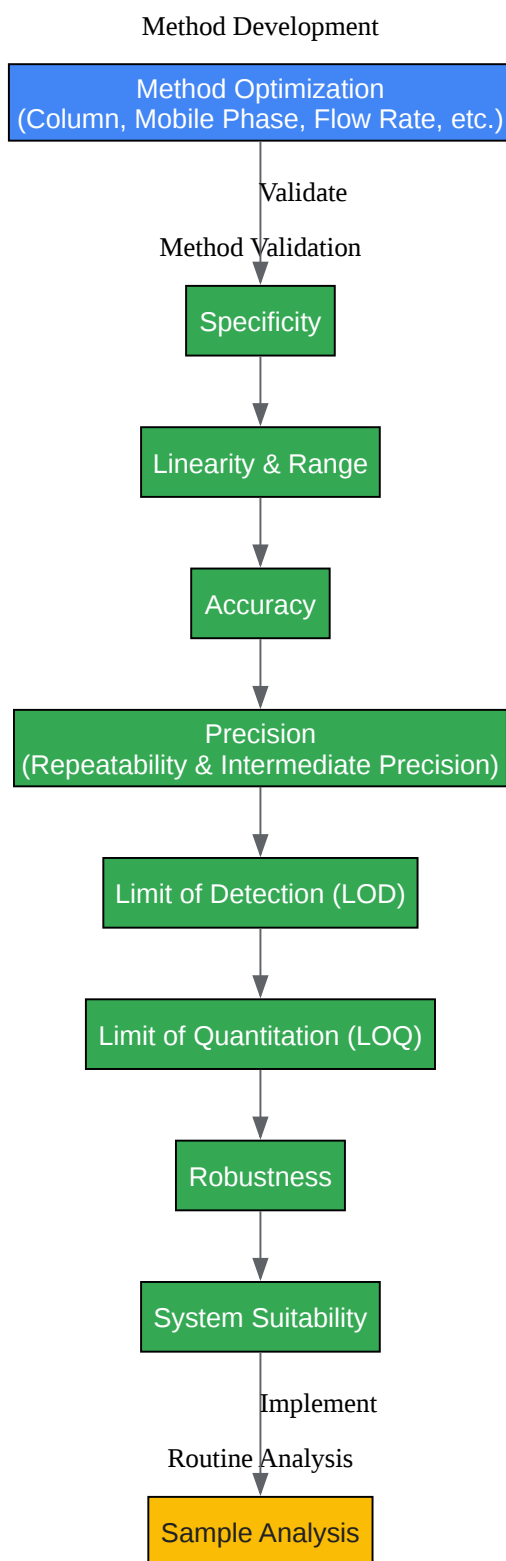 Method Development
Method Optimization
(Column, Mobile Phase, Flow Rate, etc.)
Validate
Method Validation
Specificity
Linearity & Range
Accuracy
Precision
(Repeatability & Intermediate Precision)
Limit of Detection (LOD)
Limit of Quantitation (LOQ)
Robustness
System Suitability
Implement
Routine Analysis
Sample Analysis